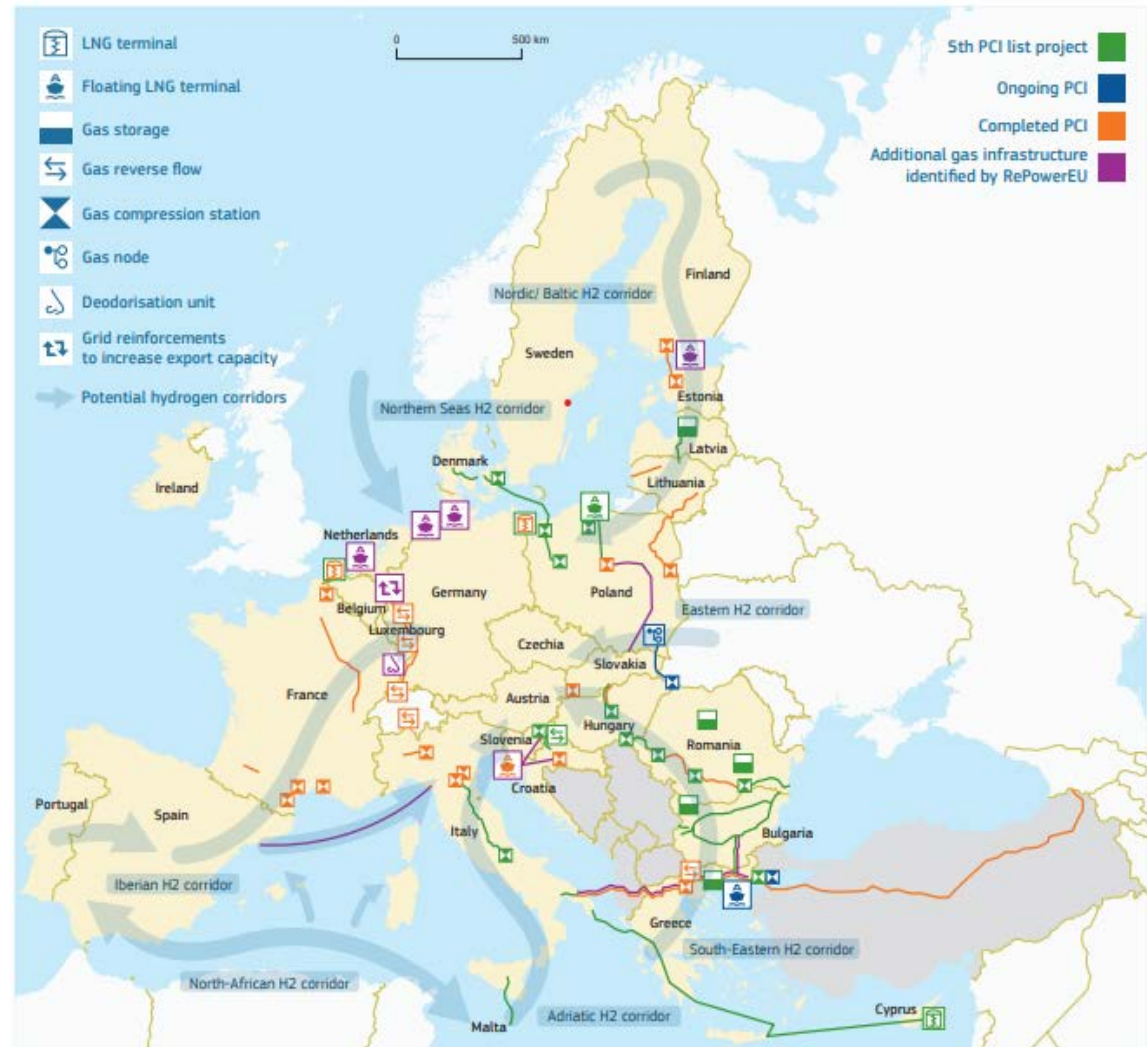 LNG terminal
Floating LNG terminal
Gas storage
Gas reverse flow
Gas compression station
Gas node
Deodorisation unit
Grid reinforcements
to increase export capacity
Potential hydrogen corridors
0 500 km
5th PCI list project
Ongoing PCI
Completed PCI
Additional gas infrastructure
identified by RePowerEU
Finland
Nordic/ Baltic H2 corridor
Sweden
Estonia
Northern Seas H2 corridor
Latvia
Denmark
Lithuania
Ireland
Netherlands
Germany
Poland
Belgium
Eastern H2 corridor
Luxembourg
Czechia
Slovakia
France
Austria
Hungary
Slovenia
Romania
Croatia
Portugal
Spain
Italy
Bulgaria
Iberian H2 corridor
Greece
South-Eastern H2 corridor
North-African H2 corridor
Cyprus
Malta
Adriatic H2 corridor